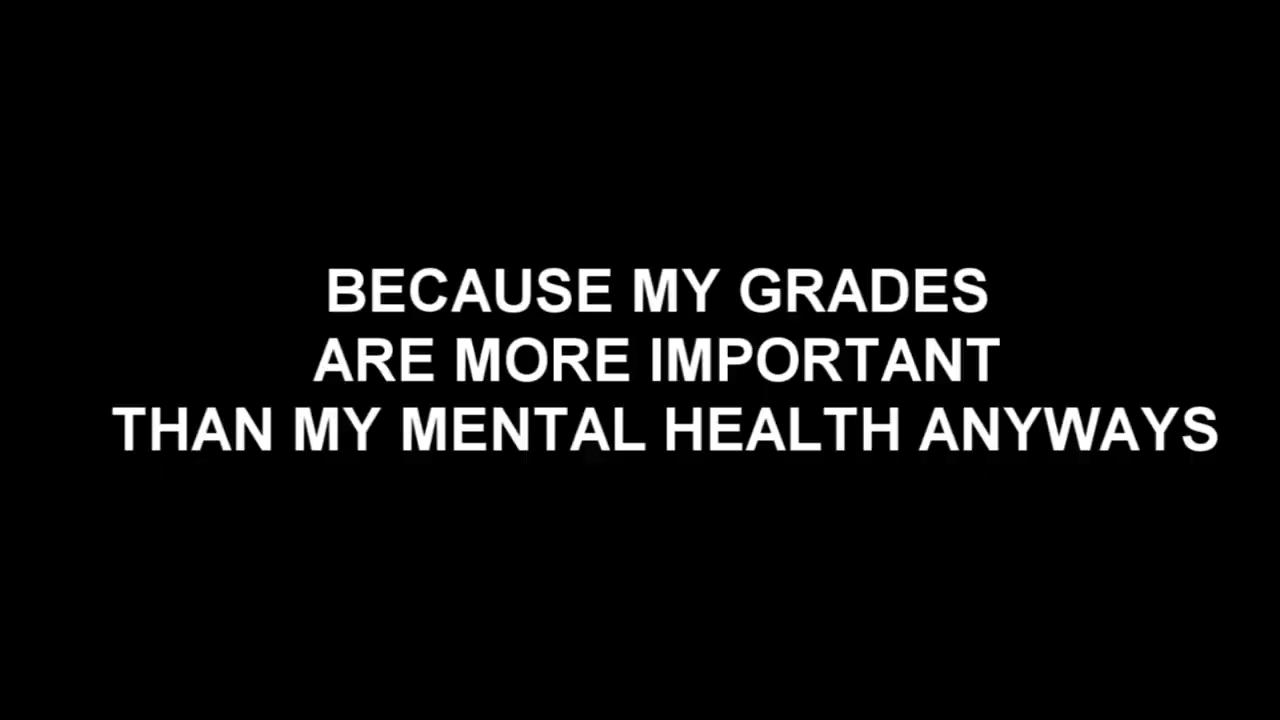 BECAUSE MY GRADES
ARE MORE IMPORTANT
THAN MY MENTAL HEALTH ANYWAYS